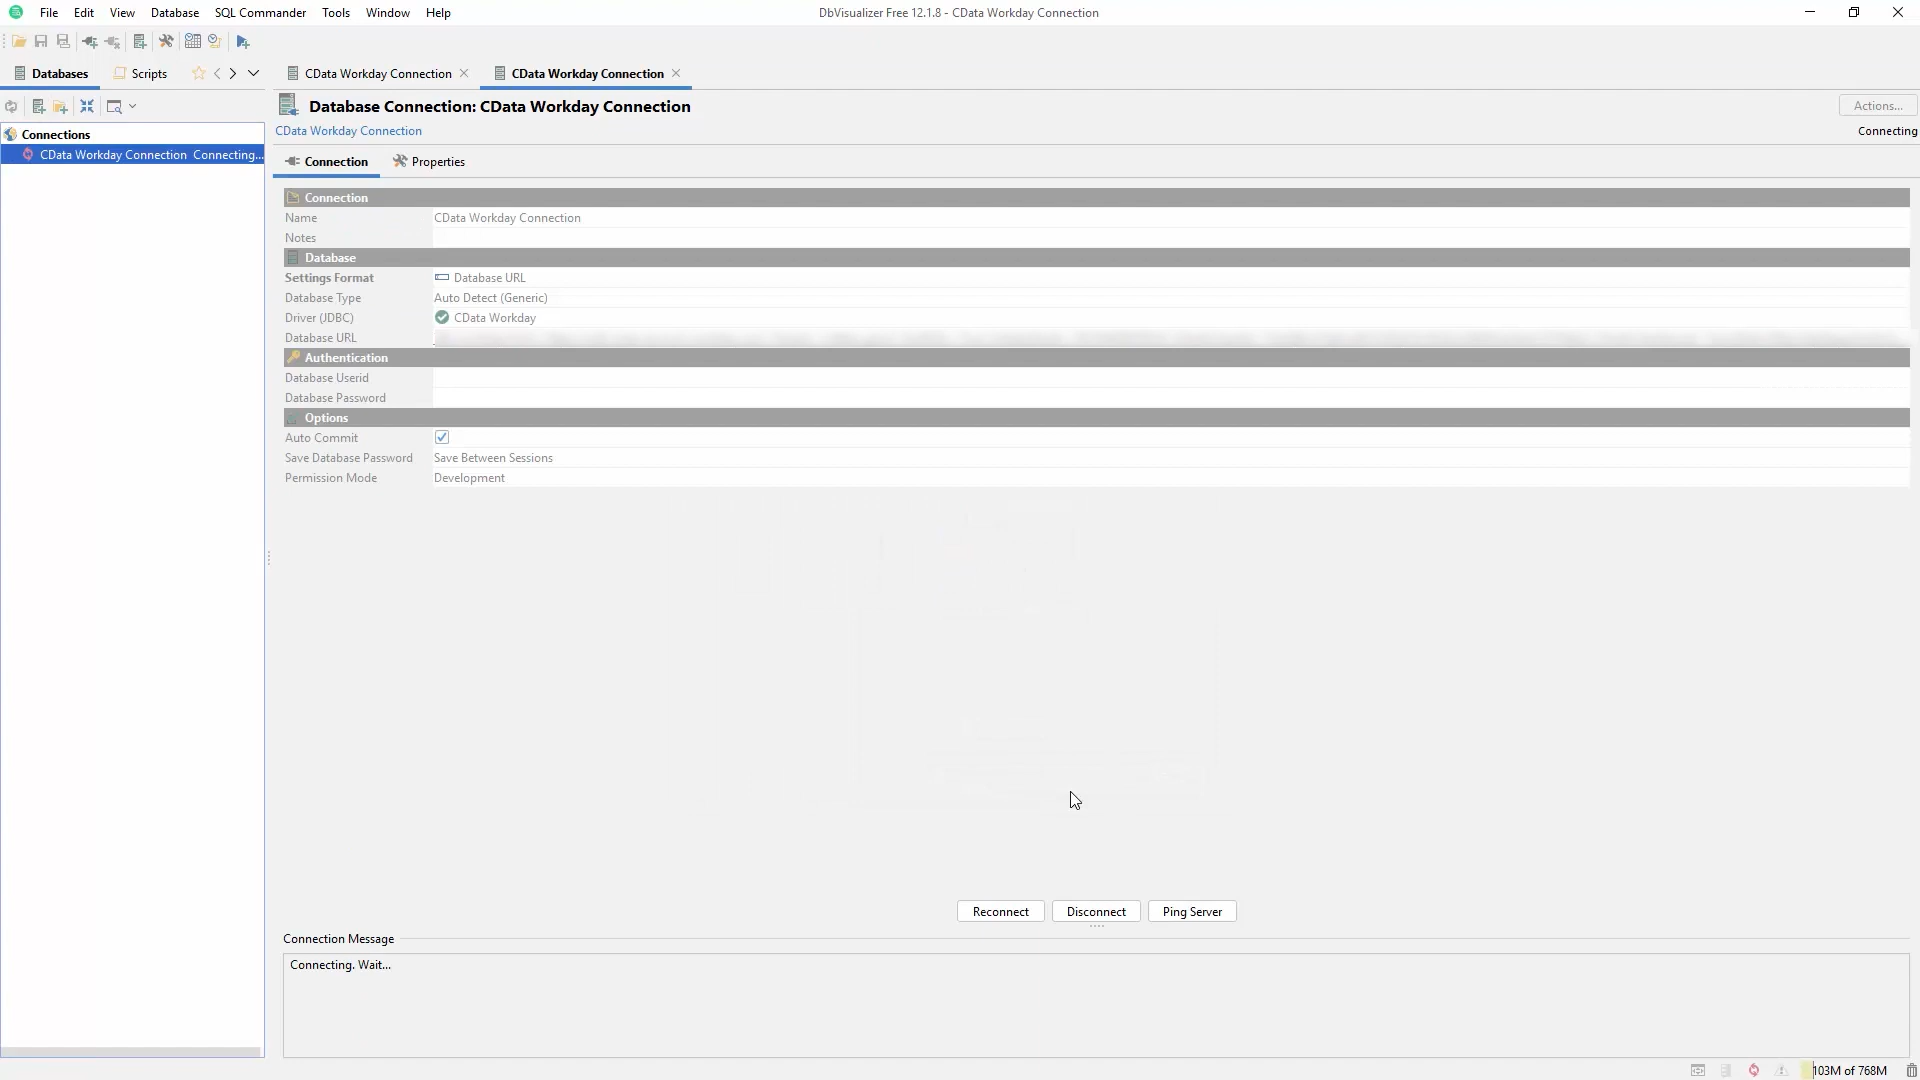 File Edit View Database SQL Commander Tools Window Help
DbVisualizer Free 12.1.8 - CData Workday Connection
Databases Scripts
CData Workday Connection CData Workday Connection
Database Connection: CData Workday Connection
Actions...
CData Workday Connection
Connecting
Connections
CData Workday Connection Connecting...
Connection Properties
Connection
Name CData Workday Connection
Notes
Database
Settings Format Database URL
Database Type Auto Detect (Generic)
Driver (JDBC) CData Workday
Database URL
Authentication
Database Userid
Database Password
Options
Auto Commit
Save Database Password Save Between Sessions
Permission Mode Development
Reconnect Disconnect Ping Server
Connection Message
Connecting. Wait...
103M of 768M